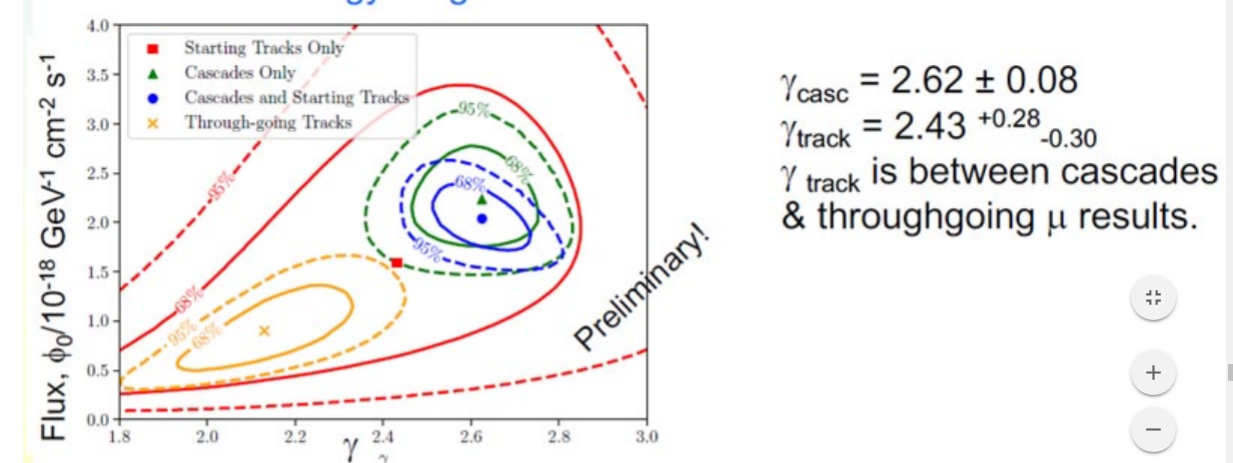 4.0
3.5
3.0
2.5
2.0
1.5
1.0
0.5
0.0
1.8 2.0 2.2 2.4 2.6 2.8 3.0
Flux, ϕ₀/10⁻¹⁸ GeV⁻¹ cm⁻² s⁻¹
γ
γ
Starting Tracks Only
Cascades Only
Cascades and Starting Tracks
Through-going Tracks
95%
68%
95%
68%
95%
68%
68%
95%
Preliminary!
γcasc = 2.62 ± 0.08
γtrack = 2.43 +0.28 -0.30
γ track is between cascades
& throughgoing μ results.
+
−